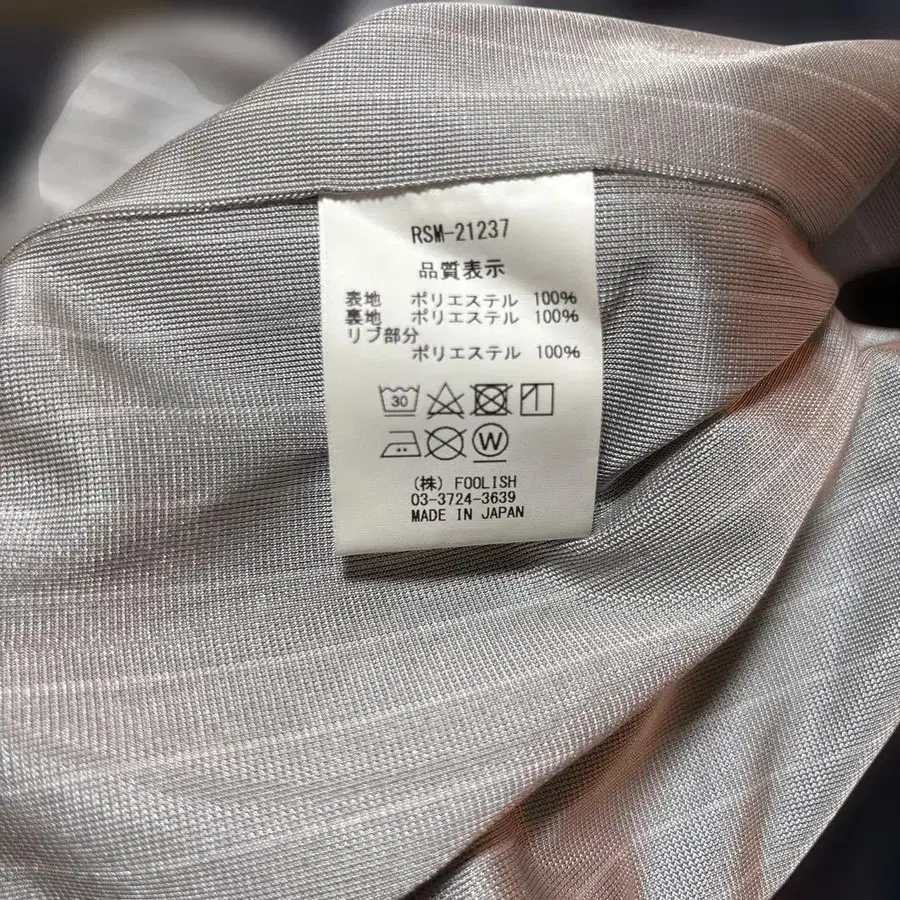 RSM-21237
品質表示
表地 ポリエステル 100%
裏地 ポリエステル 100%
リブ部分
ポリエステル 100%
30
W
(株) FOOLISH
03-3724-3639
MADE IN JAPAN